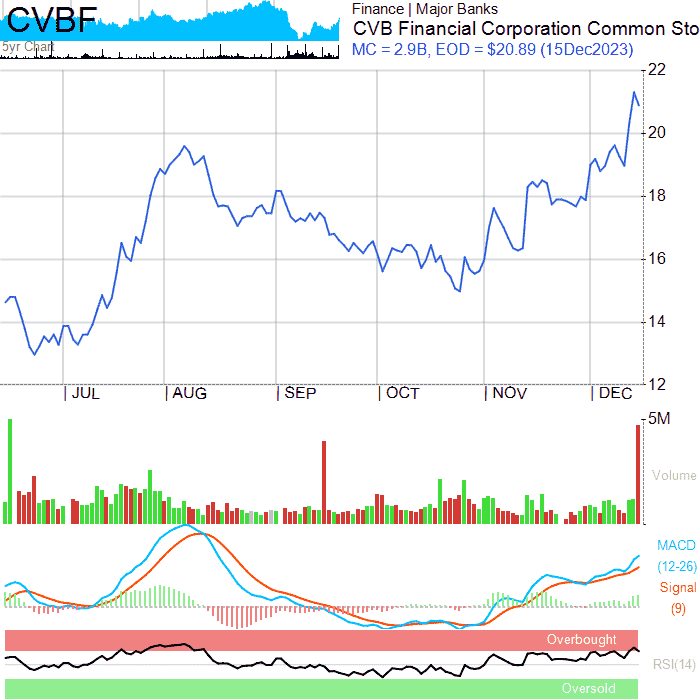 CVBF
5yr Chart
Finance | Major Banks
CVB Financial Corporation Common Sto
MC = 2.9B, EOD = $20.89 (15Dec2023)
22
20
18
16
14
12
JUL AUG SEP OCT NOV DEC
5M
Volume
MACD
(12-26)
Signal
(9)
Overbought
RSI(14)
Oversold